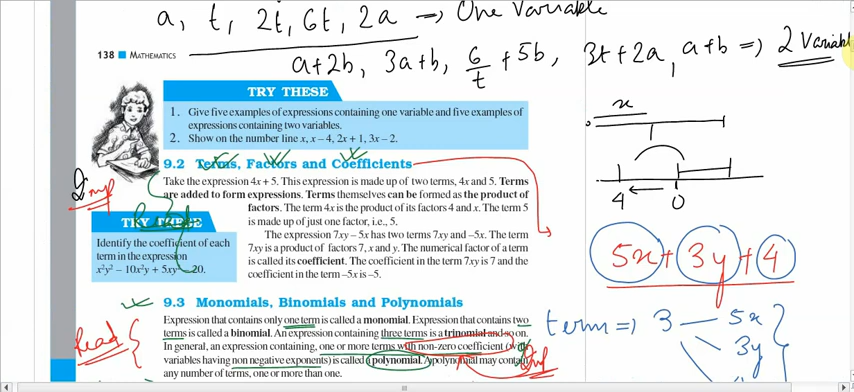 a, t, 2t, 6t, 2a => One Variable
a+2b, 3a+b, 6/t +5b, 3t+2a, a+b => 2 Variable
138 ■ MATHEMATICS
TRY THESE
1. Give five examples of expressions containing one variable and five examples of
expressions containing two variables.
2. Show on the number line x, x – 4, 2x + 1, 3x – 2.
9.2 Terms, Factors and Coefficients
Take the expression 4x + 5. This expression is made up of two terms, 4x and 5. Terms
are added to form expressions. Terms themselves can be formed as the product of
factors. The term 4x is the product of its factors 4 and x. The term 5
is made up of just one factor, i.e., 5.
The expression 7xy – 5x has two terms 7xy and –5x. The term
7xy is a product of factors 7, x and y. The numerical factor of a term
is called its coefficient. The coefficient in the term 7xy is 7 and the
coefficient in the term –5x is –5.
Imp
Read
TRY THESE
Identify the coefficient of each
term in the expression
x²y² – 10x²y + 5xy² – 20.
9.3 Monomials, Binomials and Polynomials
Expression that contains only one term is called a monomial. Expression that contains two
terms is called a binomial. An expression containing three terms is a trinomial and so on.
In general, an expression containing, one or more terms with non-zero coefficient (with
variables having non negative exponents) is called polynomial. A polynomial may contain
any number of terms, one or more than one.
Read
Imp
x
4 0
5x + 3y + 4
term => 3 — 5x
3y